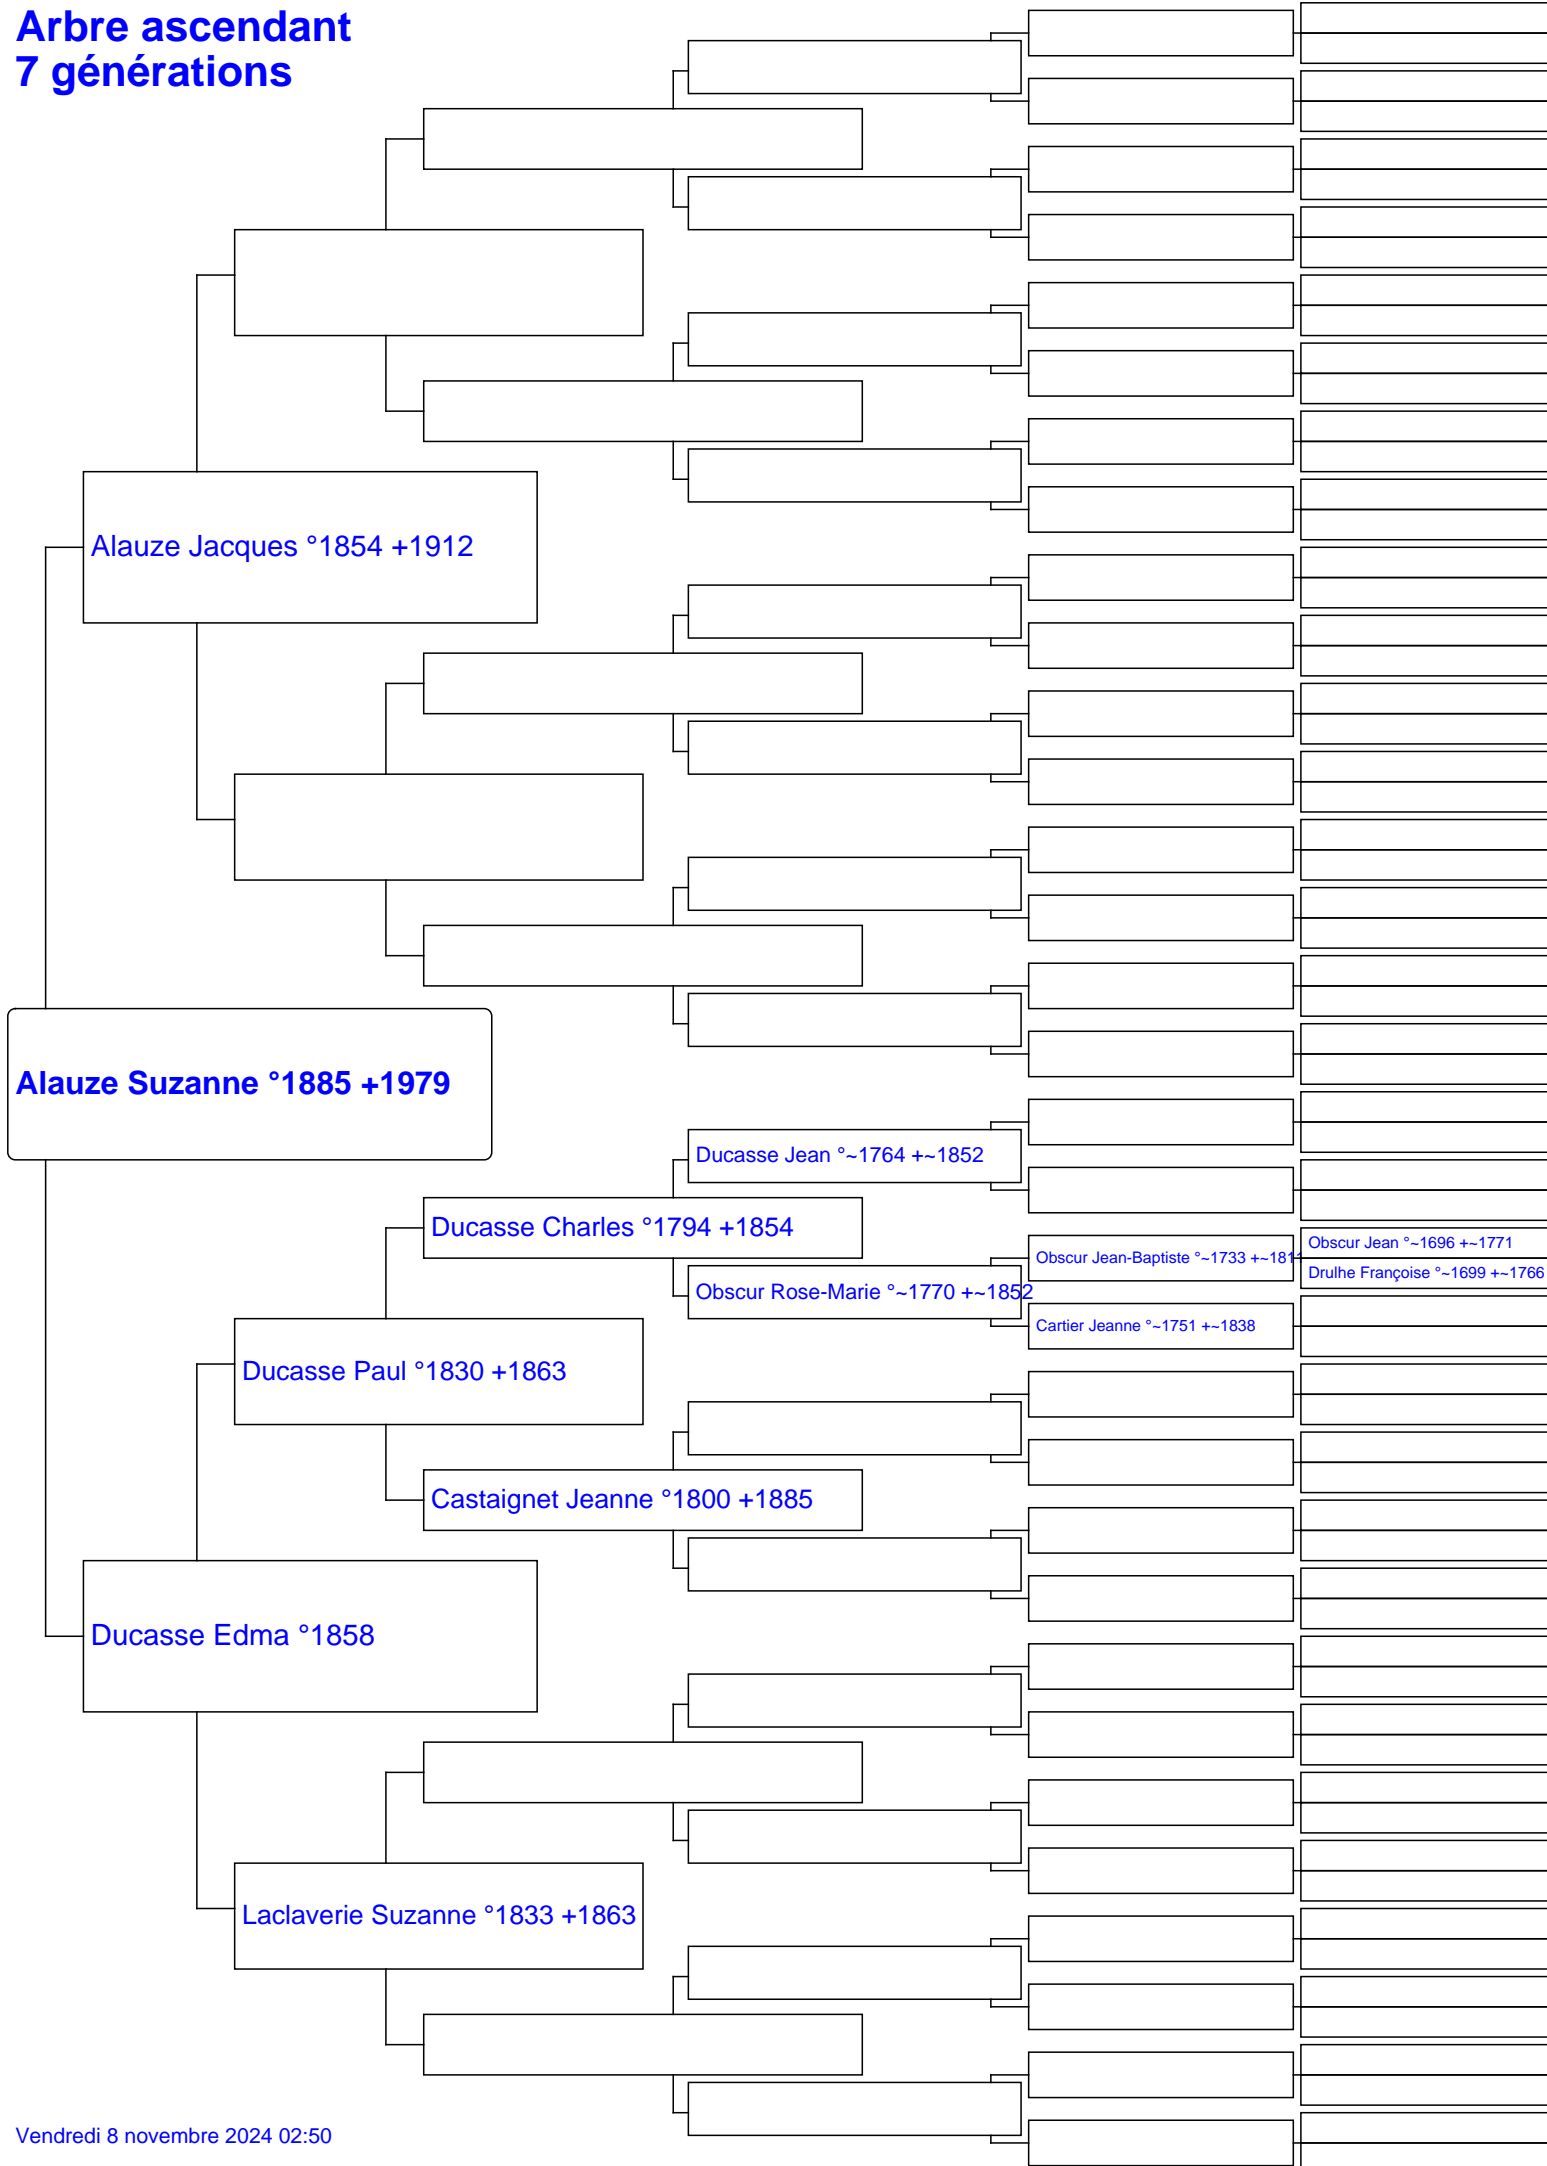 Arbre ascendant
7 générations
Alauze Jacques °1854 +1912
Alauze Suzanne °1885 +1979
Ducasse Jean °~1764 +~1852
Ducasse Charles °1794 +1854
Obscur Jean-Baptiste °~1733
Obscur Jean °~1696 +~1771
Drulhe Françoise °~1699 +~1766
Obscur Rose-Marie °~1770 +~1852
Cartier Jeanne °~1751 +~1838
Ducasse Paul °1830 +1863
Castaignet Jeanne °1800 +1885
Ducasse Edma °1858
Laclaverie Suzanne °1833 +1863
Vendredi 8 novembre 2024 02:50